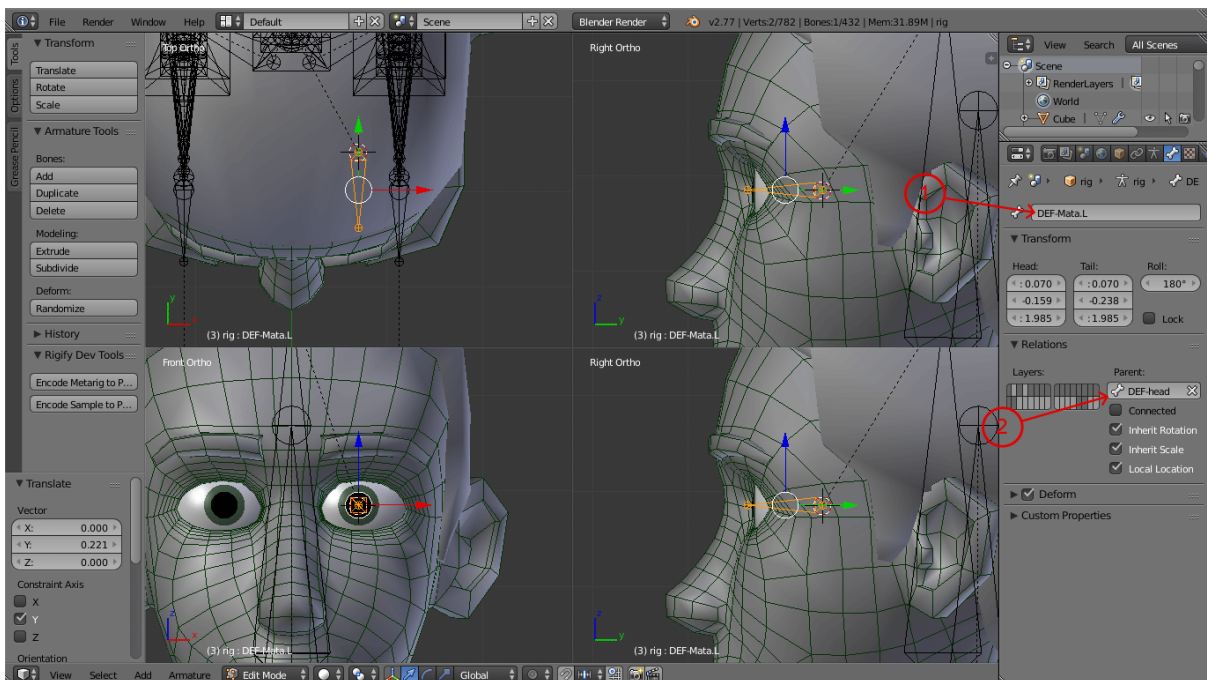 File Render Window Help Default Scene Blender Render v2.77 | Verts:2/782 | Bones:1/432 | Mem:31.89M | rig
Tools
Options
Grease Pencil
▼ Transform
Translate
Rotate
Scale
▼ Armature Tools
Bones:
Add
Duplicate
Delete
Modeling:
Extrude
Subdivide
Deform:
Randomize
▶ History
▼ Rigify Dev Tools
Encode Metarig to P...
Encode Sample to P...
▼ Translate
Vector
X: 0.000
Y: 0.221
Z: 0.000
Constraint Axis
X
Y
Z
Orientation
Top Ortho
y
x
(3) rig : DEF-Mata.L
Right Ortho
z
y
(3) rig : DEF-Mata.L
Front Ortho
z
x
(3) rig : DEF-Mata.L
Right Ortho
z
y
(3) rig : DEF-Mata.L
1
2
View Search All Scenes
Scene
RenderLayers |
World
Cube |
rig rig DE
DEF-Mata.L
▼ Transform
Head: Tail: Roll:
: 0.070 : 0.070 180°
-0.159 -0.238
: 1.985 : 1.985 Lock
▼ Relations
Layers: Parent:
DEF-head
Connected
Inherit Rotation
Inherit Scale
Local Location
▶ Deform
▶ Custom Properties
View Select Add Armature Edit Mode Global